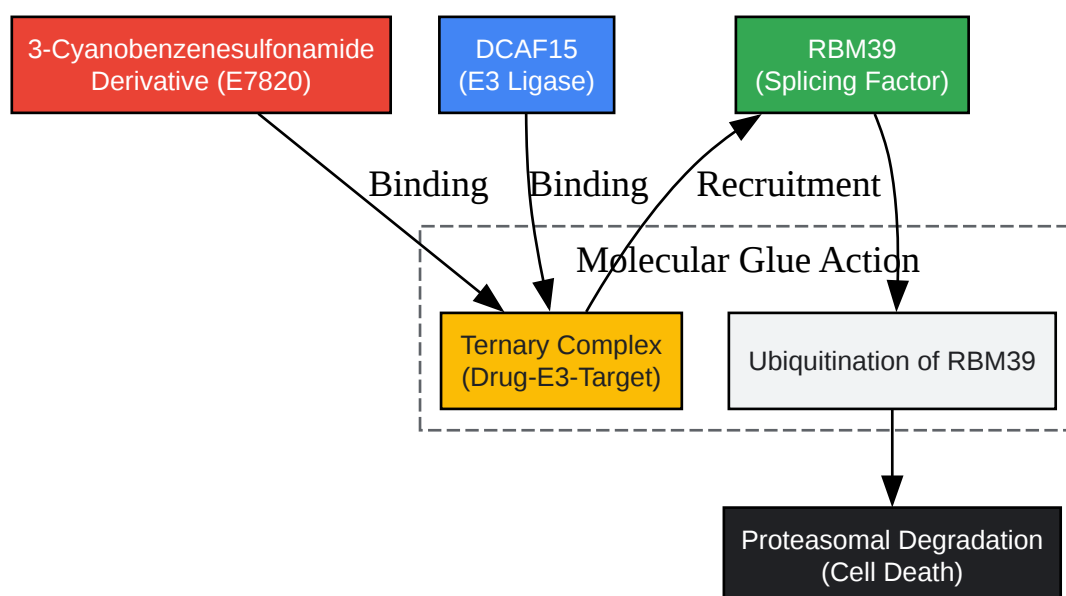 3-Cyanobenzenesulfonamide
Derivative (E7820)
DCAF15
(E3 Ligase)
RBM39
(Splicing Factor)
Binding
Binding
Recruitment
Molecular Glue Action
Ternary Complex
(Drug-E3-Target)
Ubiquitination of RBM39
Proteasomal Degradation
(Cell Death)